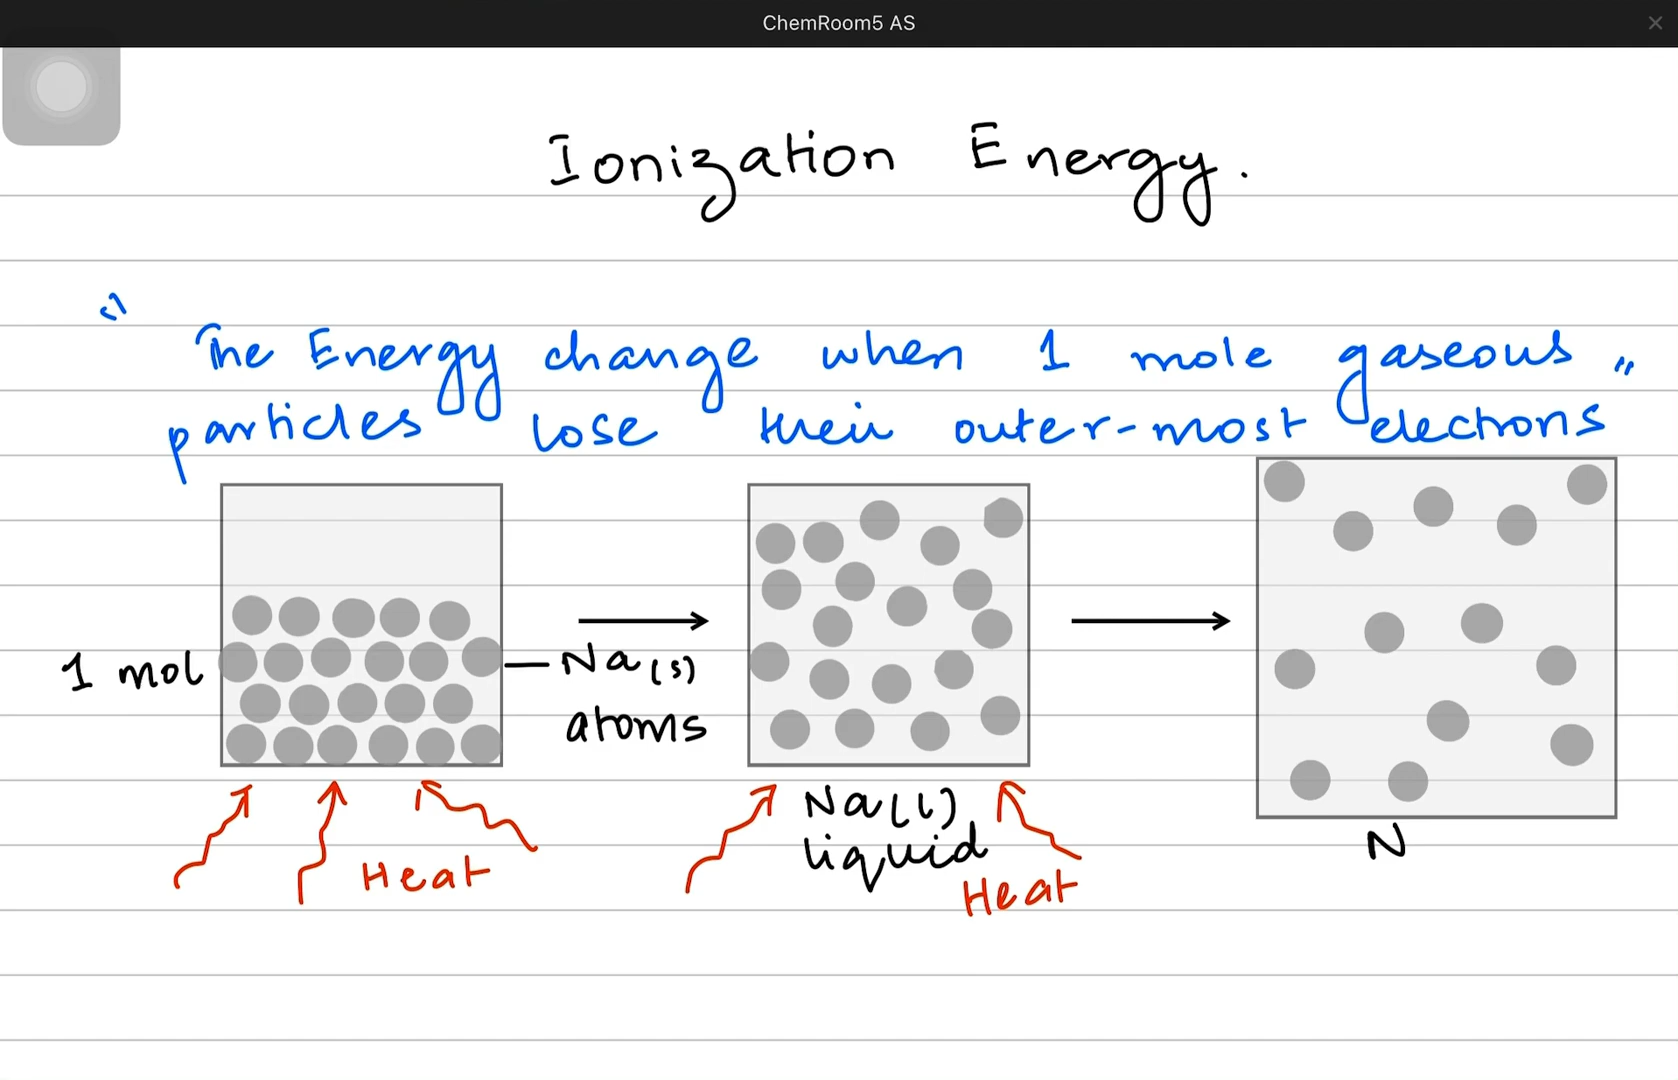 ChemRoom5 AS
Ionization Energy.
"The Energy change when 1 mole gaseous
particles lose their outer-most electrons"
1 mol
Na(s)
atoms
Heat
Na(l)
liquid
Heat
N